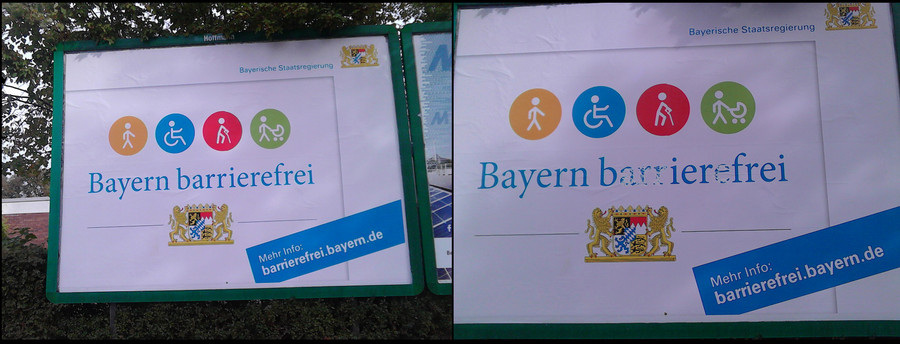 Bayerische Staatsregierung
Bayern barrierefrei
Mehr Info:
barrierefrei.bayern.de
Bayerische Staatsregierung
Bayern barrierefrei
Mehr Info:
barrierefrei.bayern.de